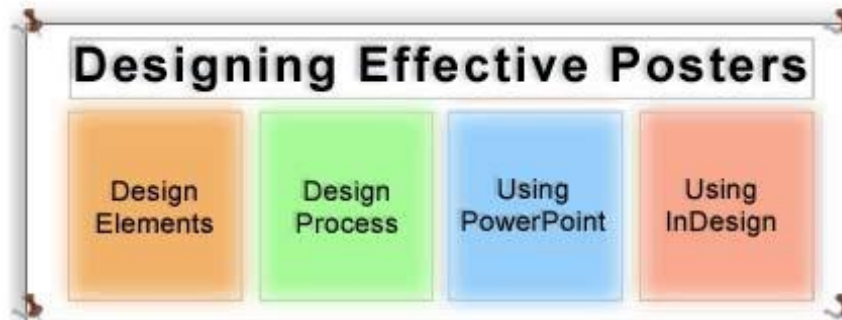 Designing Effective Posters
Design
Elements
Design
Process
Using
PowerPoint
Using
InDesign